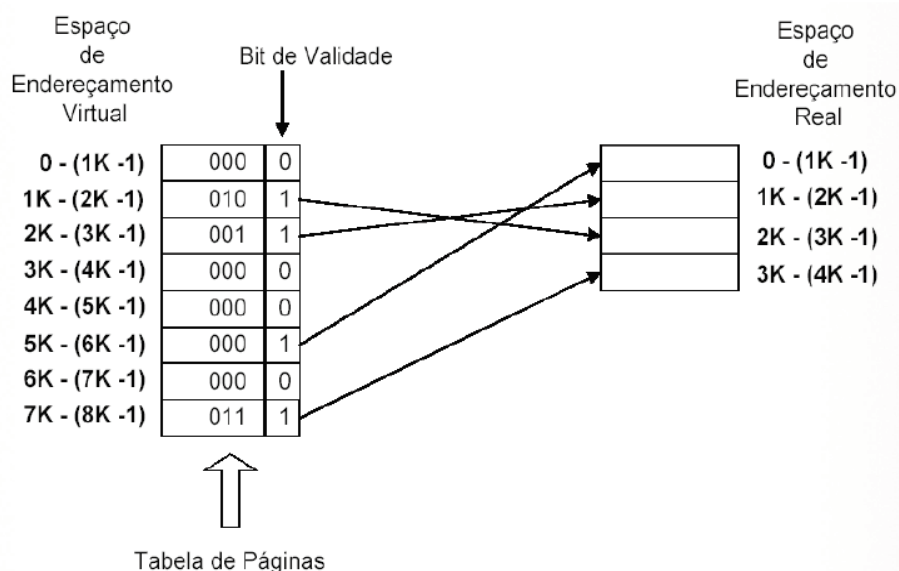 Espaço
de
Endereçamento
Virtual
Bit de Validade
Espaço
de
Endereçamento
Real
0 - (1K -1) 000 0 0 - (1K -1)
1K - (2K -1) 010 1 1K - (2K -1)
2K - (3K -1) 001 1 2K - (3K -1)
3K - (4K -1) 000 0 3K - (4K -1)
4K - (5K -1) 000 0
5K - (6K -1) 000 1
6K - (7K -1) 000 0
7K - (8K -1) 011 1
Tabela de Páginas